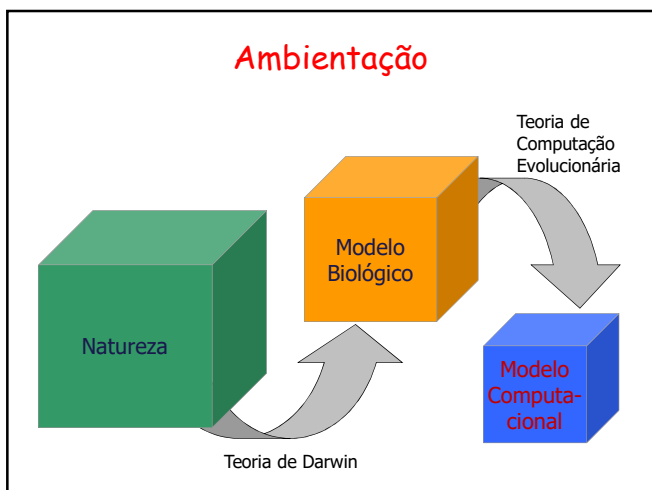 Ambientação
Teoria de
Computação
Evolucionária
Modelo
Biológico
Natureza
Modelo
Computa-
cional
Teoria de Darwin